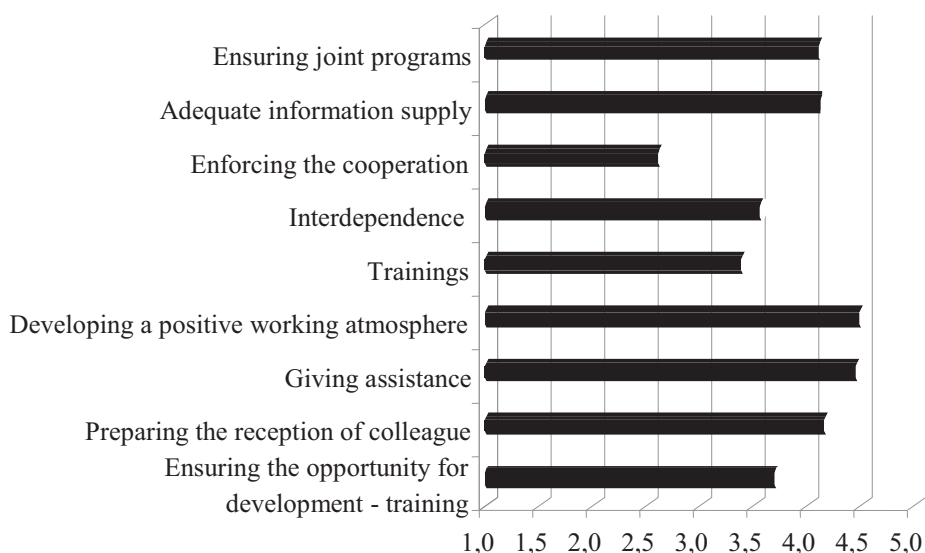 Ensuring joint programs
Adequate information supply
Enforcing the cooperation
Interdependence
Trainings
Developing a positive working atmosphere
Giving assistance
Preparing the reception of colleague
Ensuring the opportunity for
development - training
1,0 1,5 2,0 2,5 3,0 3,5 4,0 4,5 5,0